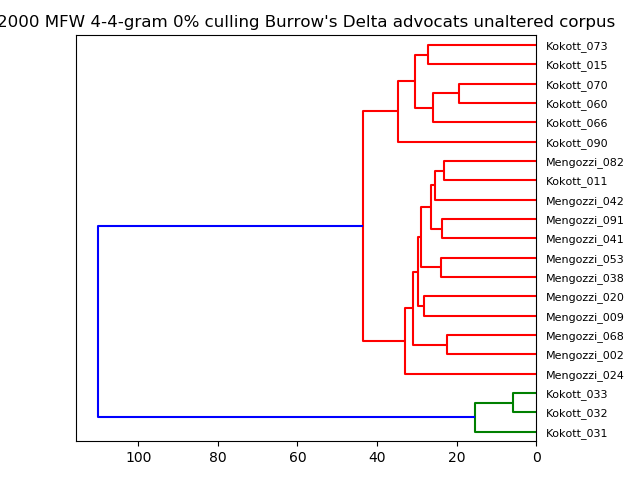 2000 MFW 4-4-gram 0% culling Burrow's Delta advocats unaltered corpus
Kokott_073
Kokott_015
Kokott_070
Kokott_060
Kokott_066
Kokott_090
Mengozzi_082
Kokott_011
Mengozzi_042
Mengozzi_091
Mengozzi_041
Mengozzi_053
Mengozzi_038
Mengozzi_020
Mengozzi_009
Mengozzi_068
Mengozzi_002
Mengozzi_024
Kokott_033
Kokott_032
Kokott_031
100 80 60 40 20 0